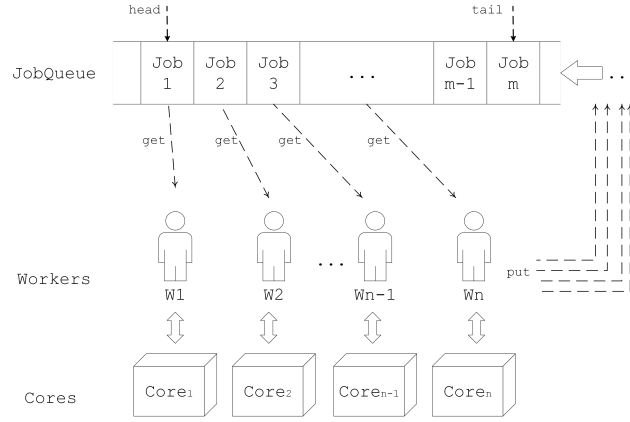 head
tail
JobQueue
Job 1
Job 2
Job 3
...
Job m-1
Job m
..
get
get
get
get
Workers
...
put
W1
W2
Wn-1
Wn
Cores
Core1
Core2
Coren-1
Coren